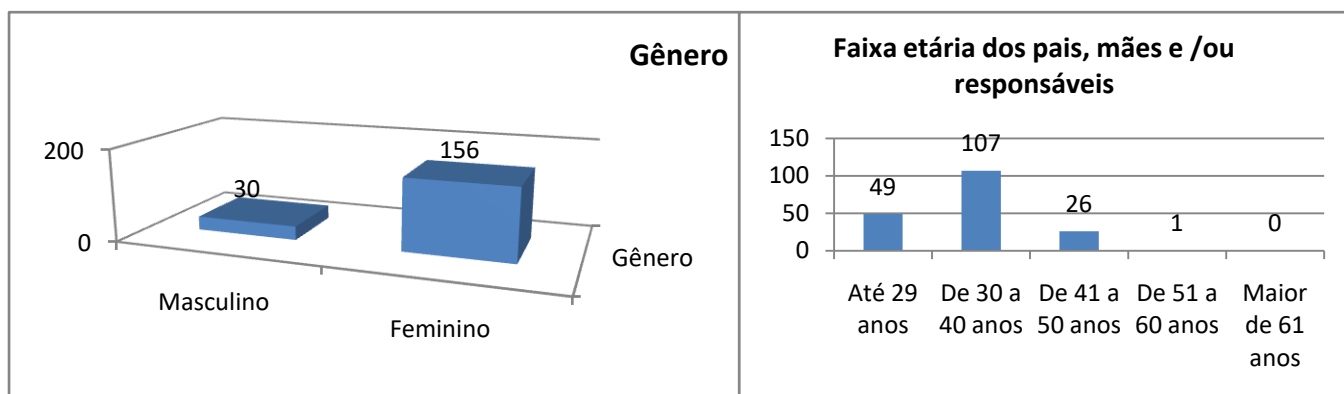 Gênero
200
0
30
156
Masculino
Feminino
Gênero
Faixa etária dos pais, mães e /ou
responsáveis
150
100
50
0
49
107
26
1
0
Até 29
anos
De 30 a
40 anos
De 41 a
50 anos
De 51 a
60 anos
Maior
de 61
anos